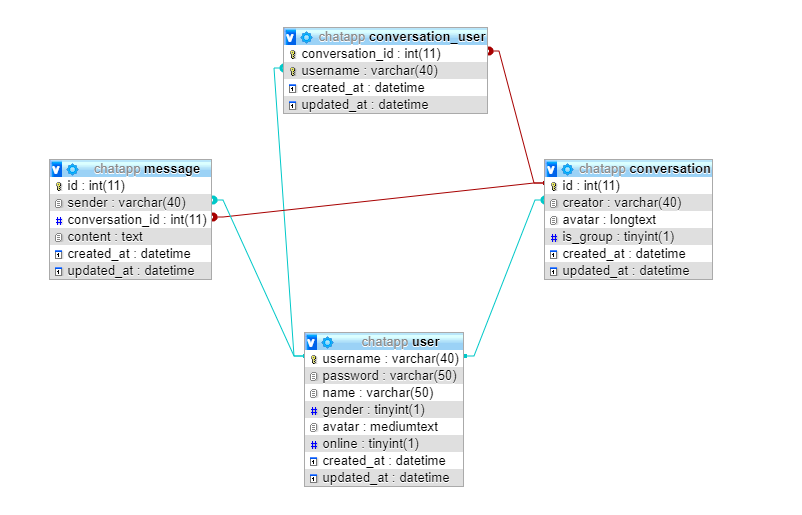 chatapp conversation_user
conversation_id : int(11)
username : varchar(40)
created_at : datetime
updated_at : datetime
chatapp message
id : int(11)
sender : varchar(40)
conversation_id : int(11)
content : text
created_at : datetime
updated_at : datetime
chatapp conversation
id : int(11)
creator : varchar(40)
avatar : longtext
is_group : tinyint(1)
created_at : datetime
updated_at : datetime
chatapp user
username : varchar(40)
password : varchar(50)
name : varchar(50)
gender : tinyint(1)
avatar : mediumtext
online : tinyint(1)
created_at : datetime
updated_at : datetime